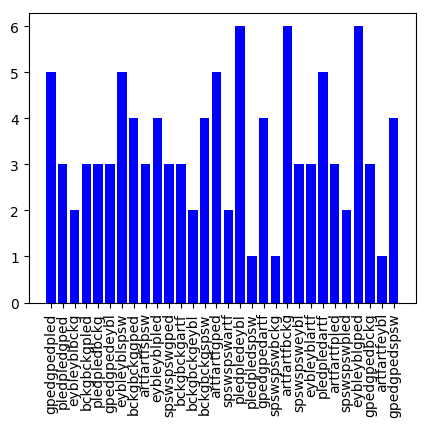 6
5
4
3
2
1
0
gpedgpedpled
pledpledgped
eybleyblbckg
bckgbckgpled
pledpledbckg
gpedgpedeybl
eybleyblspsw
bckgbckggped
artfartfspsw
eybleyblpled
spswspswgped
bckgbckgartf
bckgbckgeybl
bckgbckgspsw
artfartfgped
spswspswartf
pledpledeybl
pledpledspsw
gpedgpedartf
spswspswbckg
artfartfbckg
spswspsweybl
eybleyblartf
pledpledartf
artfartfpled
spswspswpled
eybleyblgped
gpedgpedbckg
artfartfeybl
gpedgpedspsw